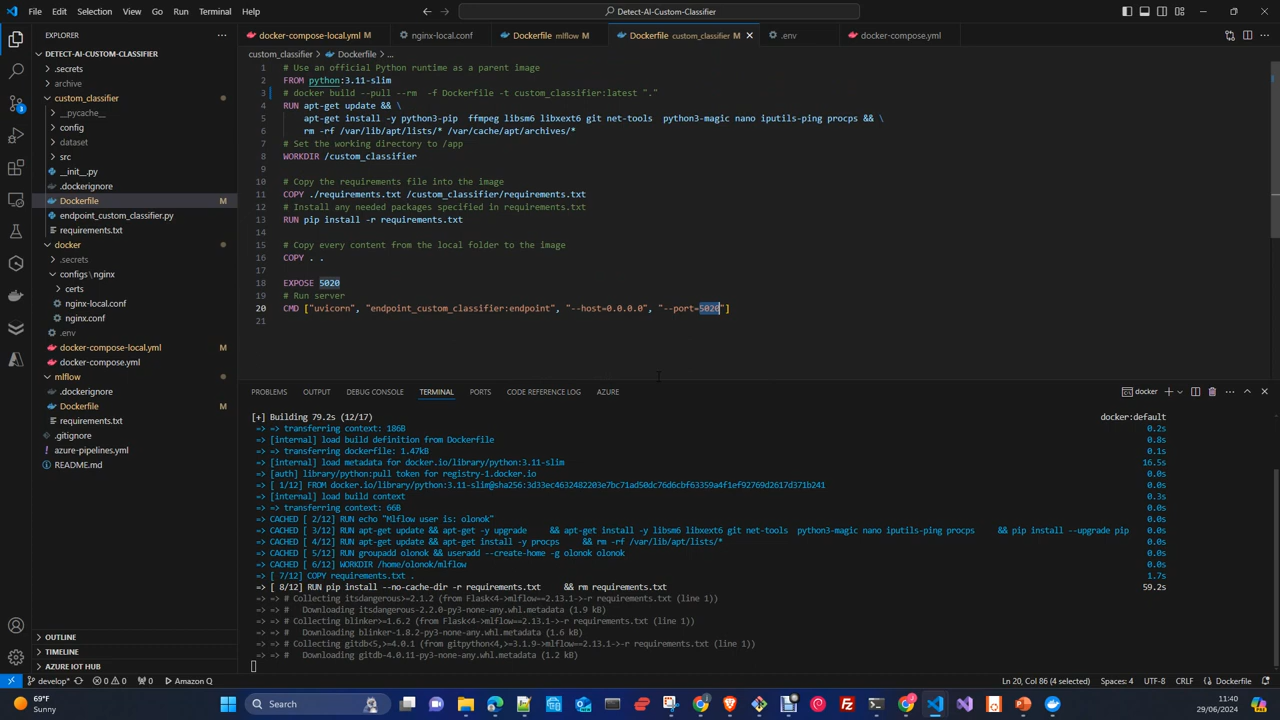 File Edit Selection View Go Run Terminal Help
Detect-AI-Custom-Classifier
EXPLORER
docker-compose-local.yml M
nginx-local.conf
Dockerfile mlflow M
Dockerfile custom_classifier M
.env
docker-compose.yml
custom_classifier > Dockerfile > ...
DETECT-AI-CUSTOM-CLASSIFIER
.secrets
archive
custom_classifier
__pycache__
config
dataset
src
__init__.py
.dockerignore
Dockerfile M
endpoint_custom_classifier.py
requirements.txt
docker
.secrets
configs\nginx
certs
nginx-local.conf
nginx.conf
.env
docker-compose-local.yml M
docker-compose.yml
mlflow
.dockerignore
Dockerfile M
requirements.txt
.gitignore
azure-pipelines.yml
README.md
OUTLINE
TIMELINE
AZURE IOT HUB
1 # Use an official Python runtime as a parent image
2 FROM python:3.11-slim
3 # docker build --pull --rm  -f Dockerfile -t custom_classifier:latest "."
4 RUN apt-get update && \
5 apt-get install -y python3-pip  ffmpeg libsm6 libxext6 git net-tools  python3-magic nano iputils-ping procps && \
6 rm -rf /var/lib/apt/lists/* /var/cache/apt/archives/*
7 # Set the working directory to /app
8 WORKDIR /custom_classifier
9
10 # Copy the requirements file into the image
11 COPY ./requirements.txt /custom_classifier/requirements.txt
12 # Install any needed packages specified in requirements.txt
13 RUN pip install -r requirements.txt
14
15 # Copy every content from the local folder to the image
16 COPY . .
17
18 EXPOSE 5020
19 # Run server
20 CMD ["uvicorn", "endpoint_custom_classifier:endpoint", "--host=0.0.0.0", "--port=5020"]
21
PROBLEMS OUTPUT DEBUG CONSOLE TERMINAL PORTS CODE REFERENCE LOG AZURE
docker
[+] Building 79.2s (12/17) docker:default
=> => transferring context: 186B 0.2s
=> [internal] load build definition from Dockerfile 0.8s
=> => transferring dockerfile: 1.47kB 0.1s
=> [internal] load metadata for docker.io/library/python:3.11-slim 16.5s
=> [auth] library/python:pull token for registry-1.docker.io 0.0s
=> [ 1/12] FROM docker.io/library/python:3.11-slim@sha256:3d33ec4632482203e7bc71ad50dc76d6cbf63359a4f1ef92769d2617d371b241 0.0s
=> [internal] load build context 0.3s
=> => transferring context: 66B 0.0s
=> CACHED [ 2/12] RUN echo "Mlflow user is: olonok" 0.0s
=> CACHED [ 3/12] RUN apt-get update && apt-get -y upgrade     && apt-get install -y libsm6 libxext6 git net-tools  python3-magic nano iputils-ping procps     && pip install --upgrade pip 0.0s
=> CACHED [ 4/12] RUN apt-get update && apt-get install -y procps     && rm -rf /var/lib/apt/lists/* 0.0s
=> CACHED [ 5/12] RUN groupadd olonok && useradd --create-home -g olonok olonok 0.0s
=> CACHED [ 6/12] WORKDIR /home/olonok/mlflow 0.0s
=> [ 7/12] COPY requirements.txt . 1.7s
=> [ 8/12] RUN pip install --no-cache-dir -r requirements.txt     && rm requirements.txt 59.2s
=> => # Collecting itsdangerous>=2.1.2 (from Flask<4->mlflow==2.13.1->-r requirements.txt (line 1))
=> => #   Downloading itsdangerous-2.2.0-py3-none-any.whl.metadata (1.9 kB)
=> => # Collecting blinker>=1.6.2 (from Flask<4->mlflow==2.13.1->-r requirements.txt (line 1))
=> => #   Downloading blinker-1.8.2-py3-none-any.whl.metadata (1.6 kB)
=> => # Collecting gitdb<5,>=4.0.1 (from gitpython<4,>=3.1.9->mlflow==2.13.1->-r requirements.txt (line 1))
=> => #   Downloading gitdb-4.0.11-py3-none-any.whl.metadata (1.2 kB)
develop* 0 0 0 Amazon Q
Ln 20, Col 86 (4 selected) Spaces: 4 UTF-8 CRLF Dockerfile
69°F
Sunny
Search
11:40
29/06/2024